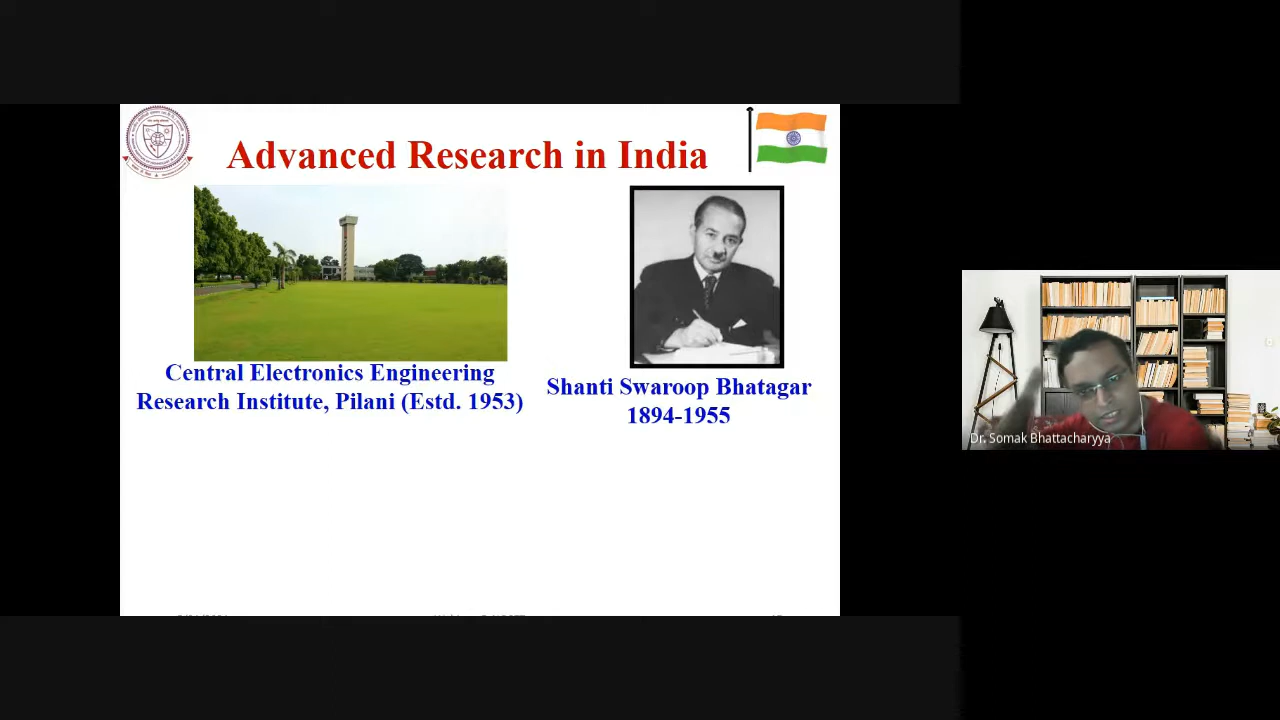 Advanced Research in India
Central Electronics Engineering
Research Institute, Pilani (Estd. 1953)
Shanti Swaroop Bhatagar
1894-1955
Dr. Somak Bhattacharyya